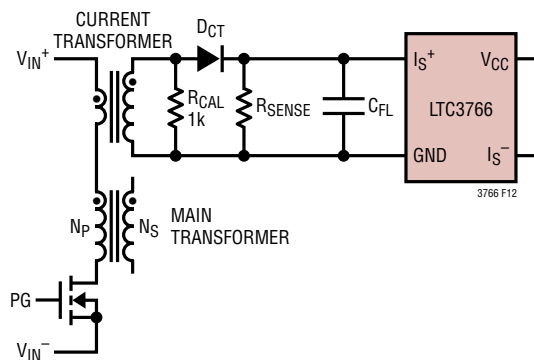 CURRENT
TRANSFORMER
D_CT
V_IN^+
R_CAL
1k
R_SENSE
C_FL
I_S^+
V_CC
LTC3766
GND
I_S^–
3766 F12
N_P
N_S
MAIN
TRANSFORMER
PG
V_IN^–